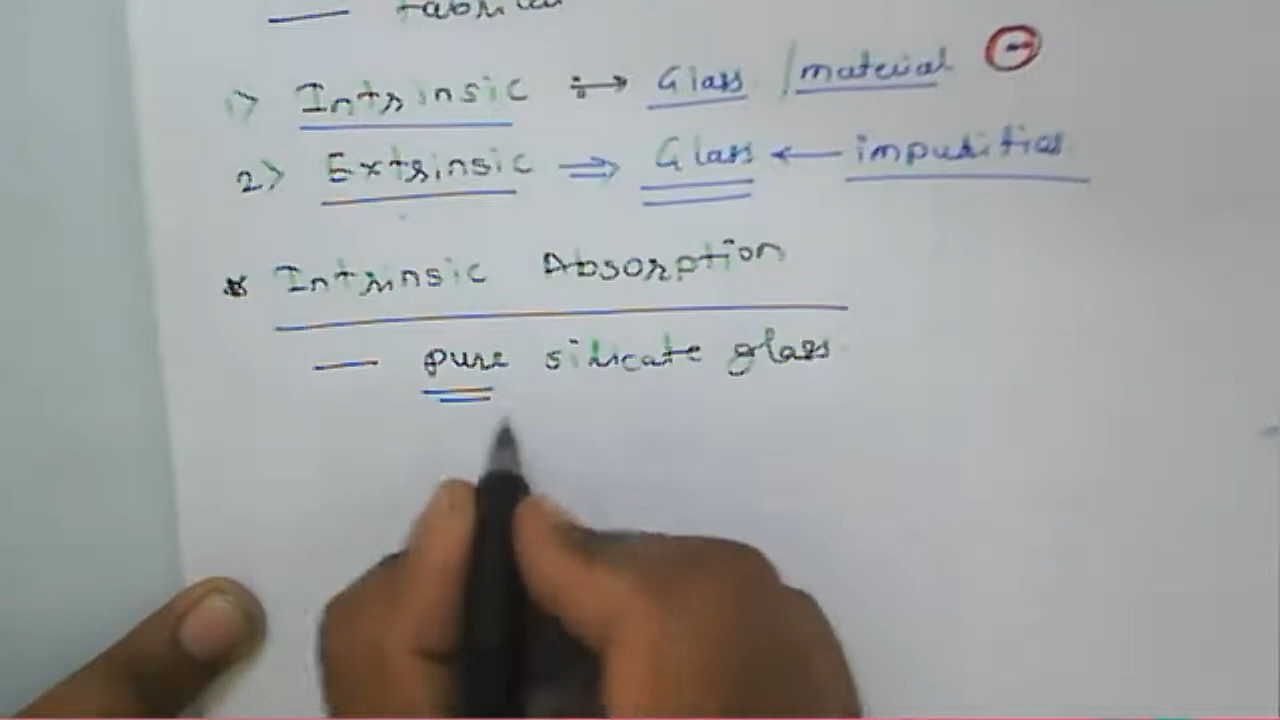 1) Intrinsic → Glass / material
2) Extrinsic ⇒ Glass ← impurities
* Intrinsic Absorption
— pure silicate glass